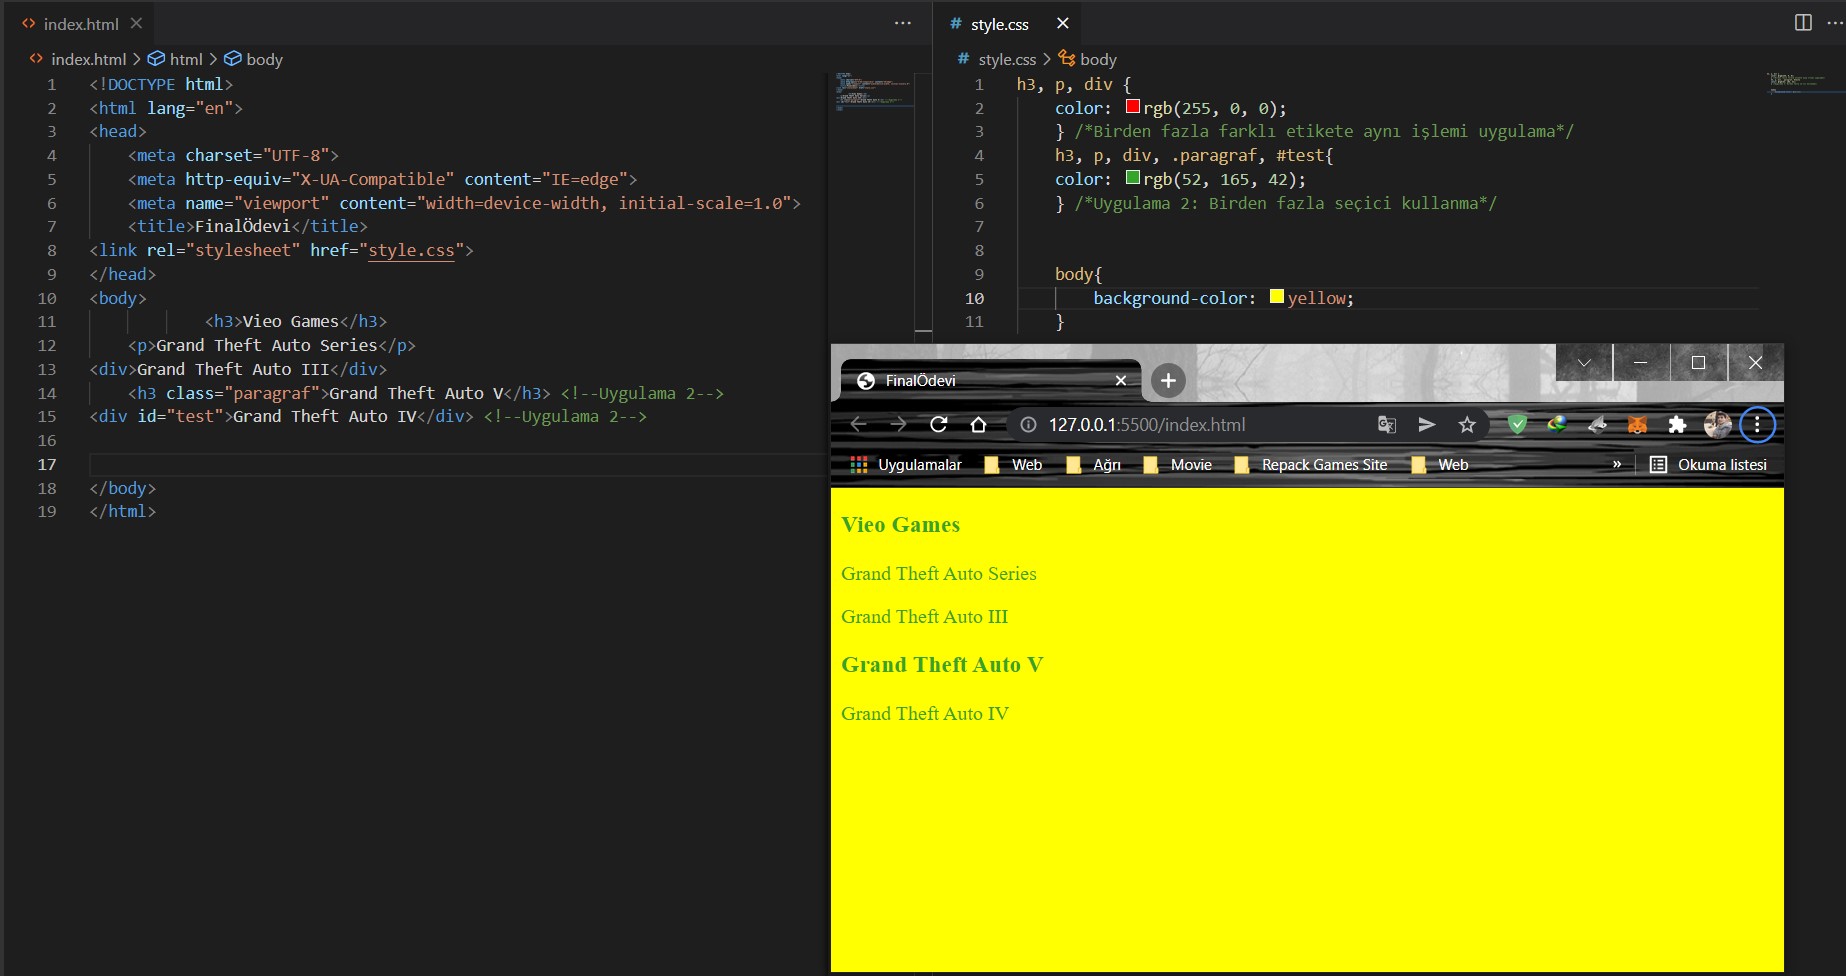 index.html
index.html > html > body
1 <!DOCTYPE html>
2 <html lang="en">
3 <head>
4 <meta charset="UTF-8">
5 <meta http-equiv="X-UA-Compatible" content="IE=edge">
6 <meta name="viewport" content="width=device-width, initial-scale=1.0">
7 <title>FinalÖdevi</title>
8 <link rel="stylesheet" href="style.css">
9 </head>
10 <body>
11 <h3>Vieo Games</h3>
12 <p>Grand Theft Auto Series</p>
13 <div>Grand Theft Auto III</div>
14 <h3 class="paragraf">Grand Theft Auto V</h3> <!--Uygulama 2-->
15 <div id="test">Grand Theft Auto IV</div> <!--Uygulama 2-->
16
17
18 </body>
19 </html>
# style.css
# style.css > body
1 h3, p, div {
2 color: rgb(255, 0, 0);
3 } /*Birden fazla farklı etikete aynı işlemi uygulama*/
4 h3, p, div, .paragraf, #test{
5 color: rgb(52, 165, 42);
6 } /*Uygulama 2: Birden fazla seçici kullanma*/
7
8
9 body{
10 background-color: yellow;
11 }
FinalÖdevi
127.0.0.1:5500/index.html
Uygulamalar Web Ağrı Movie Repack Games Site Web » Okuma listesi
Vieo Games
Grand Theft Auto Series
Grand Theft Auto III
Grand Theft Auto V
Grand Theft Auto IV